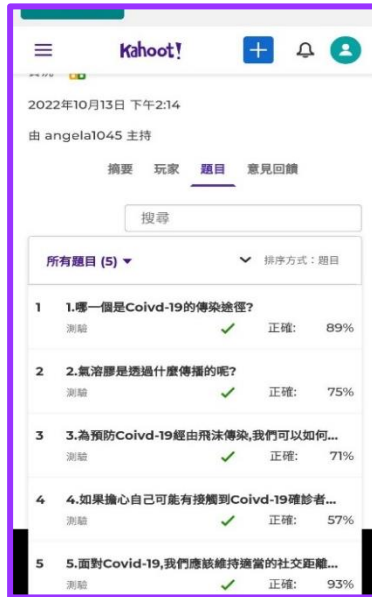 Kahoot!
2022年10月13日 下午2:14
由 angela1045 主持
摘要 玩家 題目 意見回饋
搜尋
所有題目 (5) 排序方式：題目
1 1.哪一個是Coivd-19的傳染途徑?
測驗 正確: 89%
2 2.氣溶膠是透過什麼傳播的呢?
測驗 正確: 75%
3 3.為預防Coivd-19經由飛沫傳染,我們可以如何...
測驗 正確: 71%
4 4.如果擔心自己可能有接觸到Coivd-19確診者...
測驗 正確: 57%
5 5.面對Covid-19,我們應該維持適當的社交距離...
測驗 正確: 93%